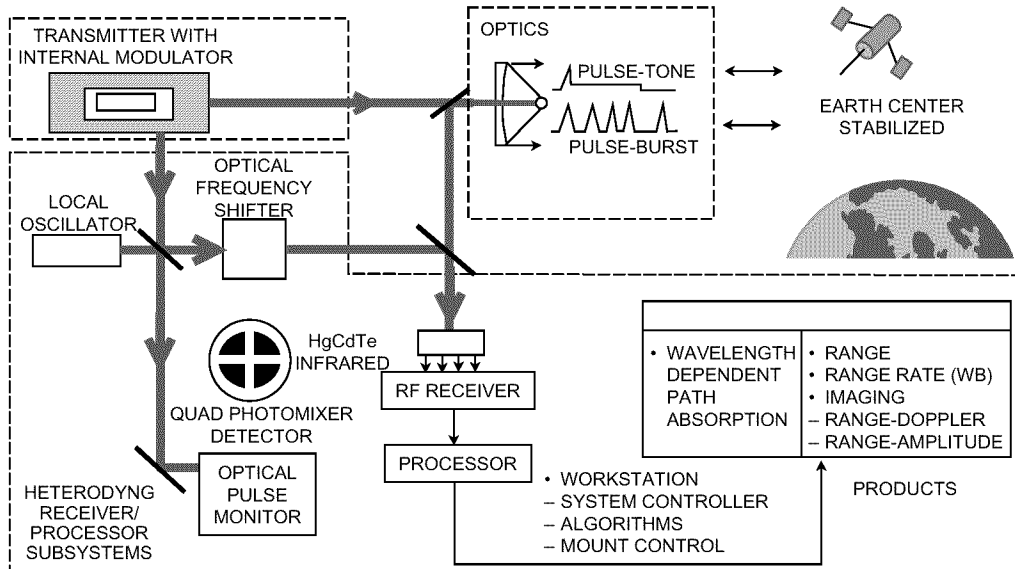 TRANSMITTER WITH
INTERNAL MODULATOR
OPTICS
PULSE-TONE
PULSE-BURST
EARTH CENTER
STABILIZED
OPTICAL
FREQUENCY
SHIFTER
LOCAL
OSCILLATOR
HgCdTe
INFRARED
QUAD PHOTOMIXER
DETECTOR
RF RECEIVER
PROCESSOR
OPTICAL
PULSE
MONITOR
HETERODYNG
RECEIVER/
PROCESSOR
SUBSYSTEMS
• WORKSTATION
– SYSTEM CONTROLLER
– ALGORITHMS
– MOUNT CONTROL
• WAVELENGTH
DEPENDENT
PATH
ABSORPTION
• RANGE
• RANGE RATE (WB)
• IMAGING
– RANGE-DOPPLER
– RANGE-AMPLITUDE
PRODUCTS